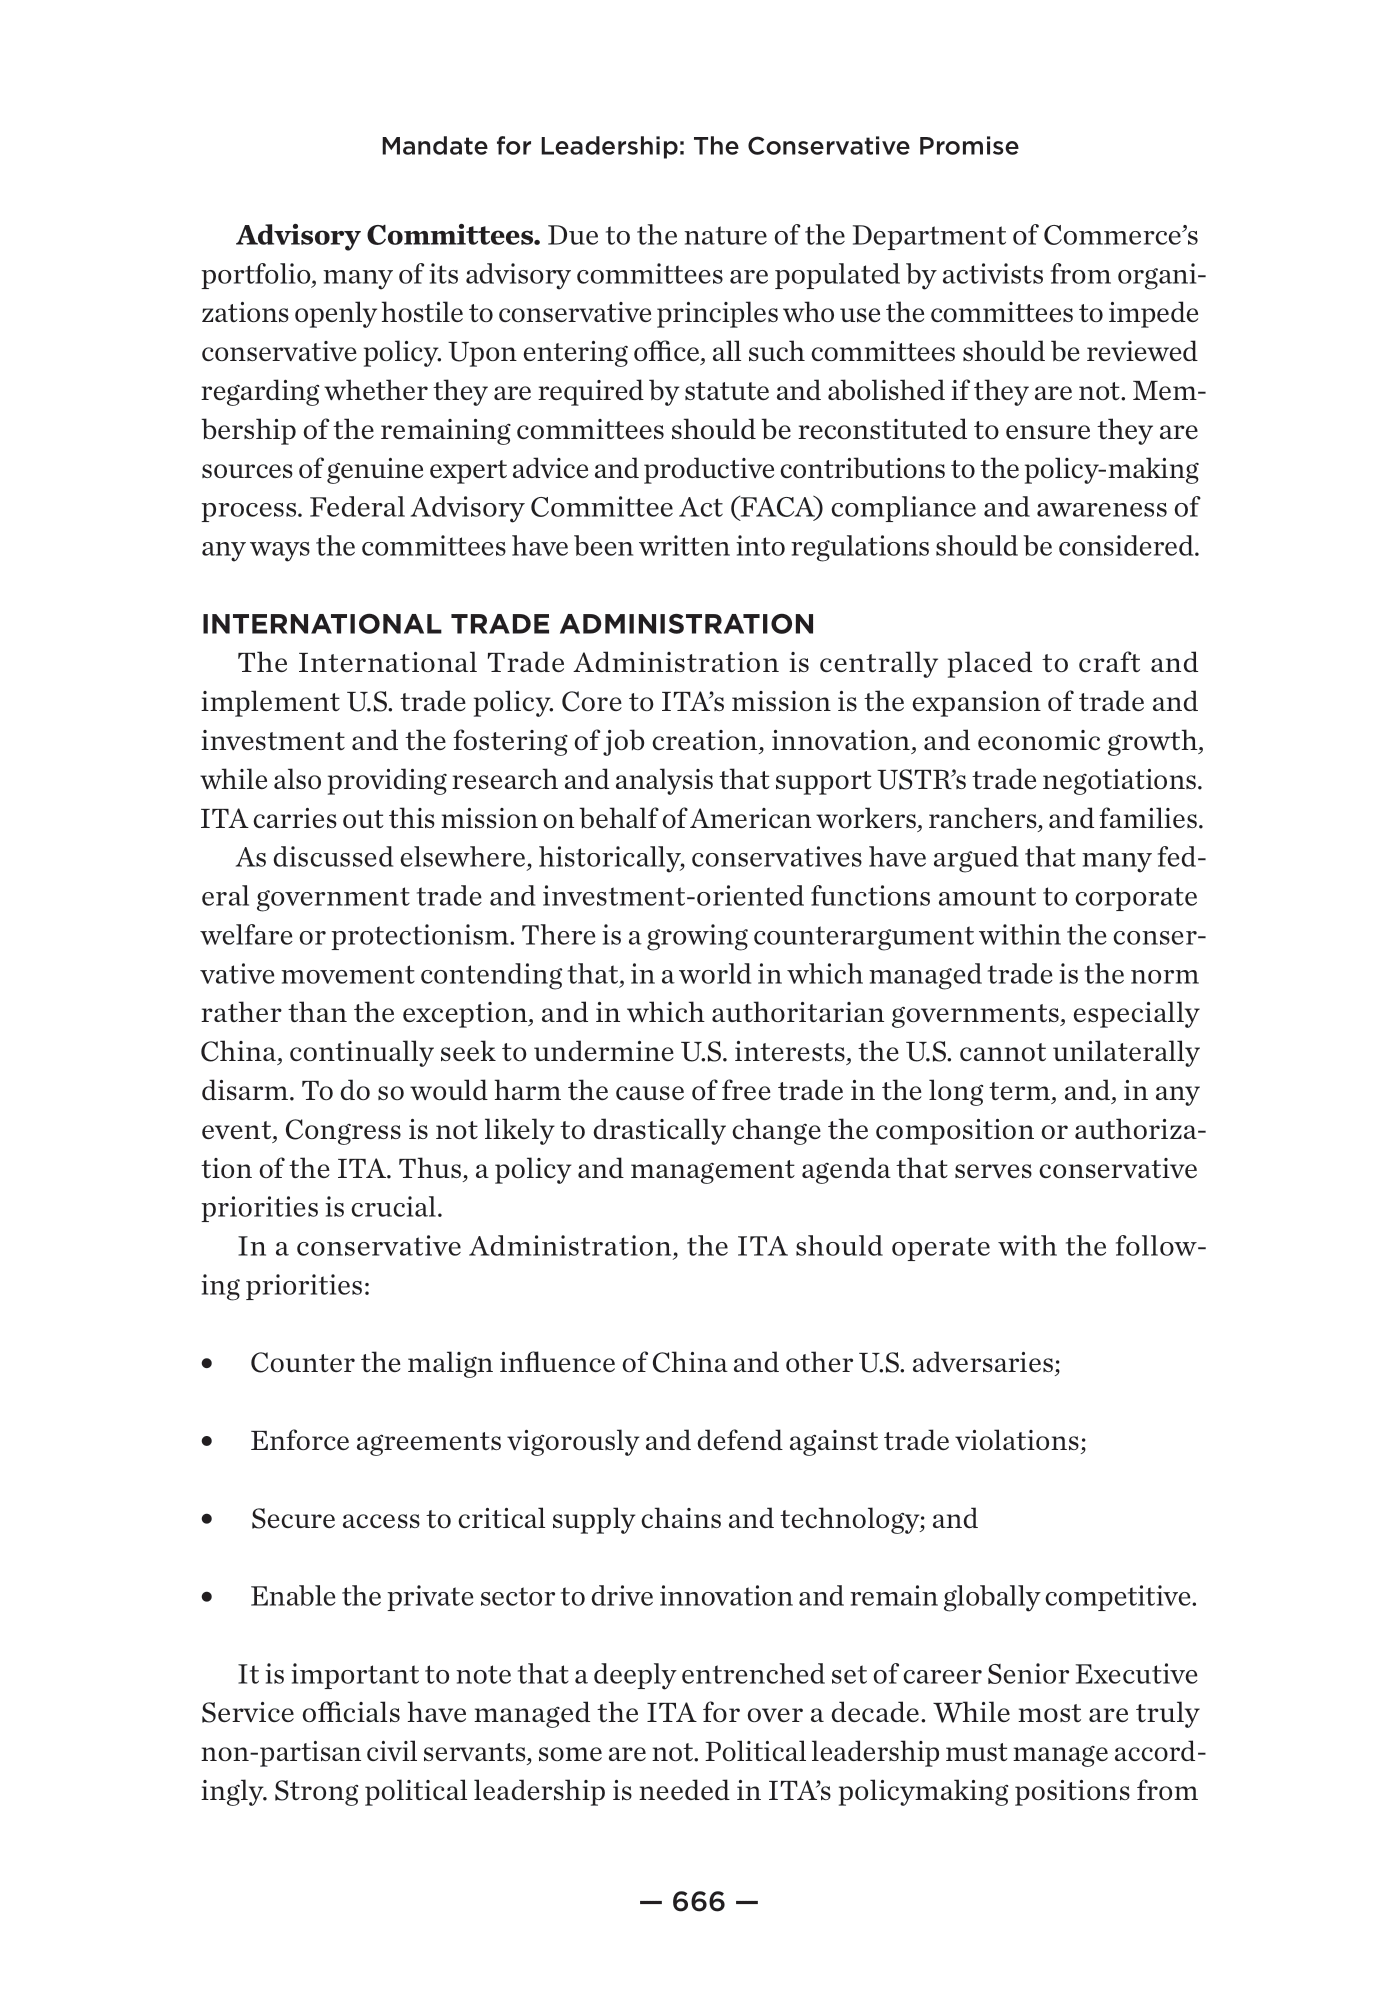 Mandate for Leadership: The Conservative Promise
Advisory Committees. Due to the nature of the Department of Commerce’s
portfolio, many of its advisory committees are populated by activists from organi-
zations openly hostile to conservative principles who use the committees to impede
conservative policy. Upon entering office, all such committees should be reviewed
regarding whether they are required by statute and abolished if they are not. Mem-
bership of the remaining committees should be reconstituted to ensure they are
sources of genuine expert advice and productive contributions to the policy-making
process. Federal Advisory Committee Act (FACA) compliance and awareness of
any ways the committees have been written into regulations should be considered.
INTERNATIONAL TRADE ADMINISTRATION
The International Trade Administration is centrally placed to craft and
implement U.S. trade policy. Core to ITA’s mission is the expansion of trade and
investment and the fostering of job creation, innovation, and economic growth,
while also providing research and analysis that support USTR’s trade negotiations.
ITA carries out this mission on behalf of American workers, ranchers, and families.
As discussed elsewhere, historically, conservatives have argued that many fed-
eral government trade and investment-oriented functions amount to corporate
welfare or protectionism. There is a growing counterargument within the conser-
vative movement contending that, in a world in which managed trade is the norm
rather than the exception, and in which authoritarian governments, especially
China, continually seek to undermine U.S. interests, the U.S. cannot unilaterally
disarm. To do so would harm the cause of free trade in the long term, and, in any
event, Congress is not likely to drastically change the composition or authoriza-
tion of the ITA. Thus, a policy and management agenda that serves conservative
priorities is crucial.
In a conservative Administration, the ITA should operate with the follow-
ing priorities:
• Counter the malign influence of China and other U.S. adversaries;
• Enforce agreements vigorously and defend against trade violations;
• Secure access to critical supply chains and technology; and
• Enable the private sector to drive innovation and remain globally competitive.
It is important to note that a deeply entrenched set of career Senior Executive
Service officials have managed the ITA for over a decade. While most are truly
non-partisan civil servants, some are not. Political leadership must manage accord-
ingly. Strong political leadership is needed in ITA’s policymaking positions from
— 666 —